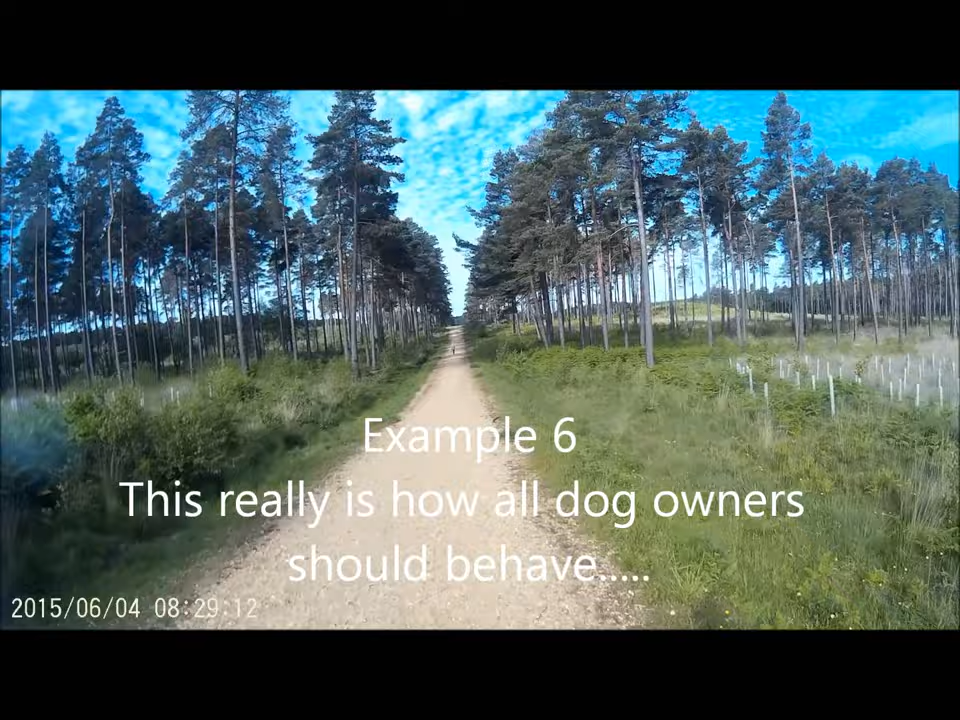 Example 6
This really is how all dog owners
should behave.....
2015/06/04 08:29:12